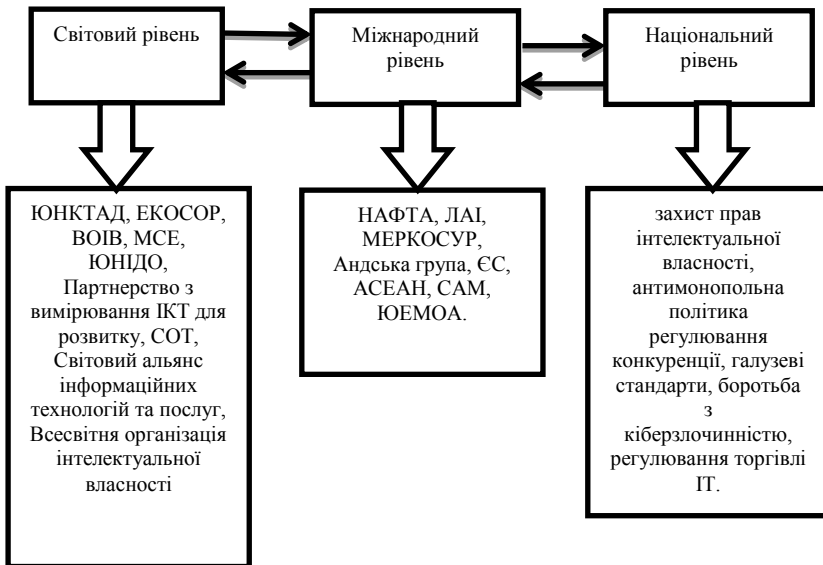 Світовий рівень
Міжнародний
рівень
Національний
рівень
ЮНКТАД, ЕКОСОР,
ВОІВ, МСЕ,
ЮНІДО,
Партнерство з
вимірювання ІКТ для
розвитку, СОТ,
Світовий альянс
інформаційних
технологій та послуг,
Всесвітня організація
інтелектуальної
власності
НАФТА, ЛАІ,
МЕРКОСУР,
Андська група, ЄС,
АСЕАН, САМ,
ЮЕМОА.
захист прав
інтелектуальної
власності,
антимонопольна
політика
регулювання
конкуренції, галузеві
стандарти, боротьба
з
кіберзлочинністю,
регулювання торгівлі
ІТ.